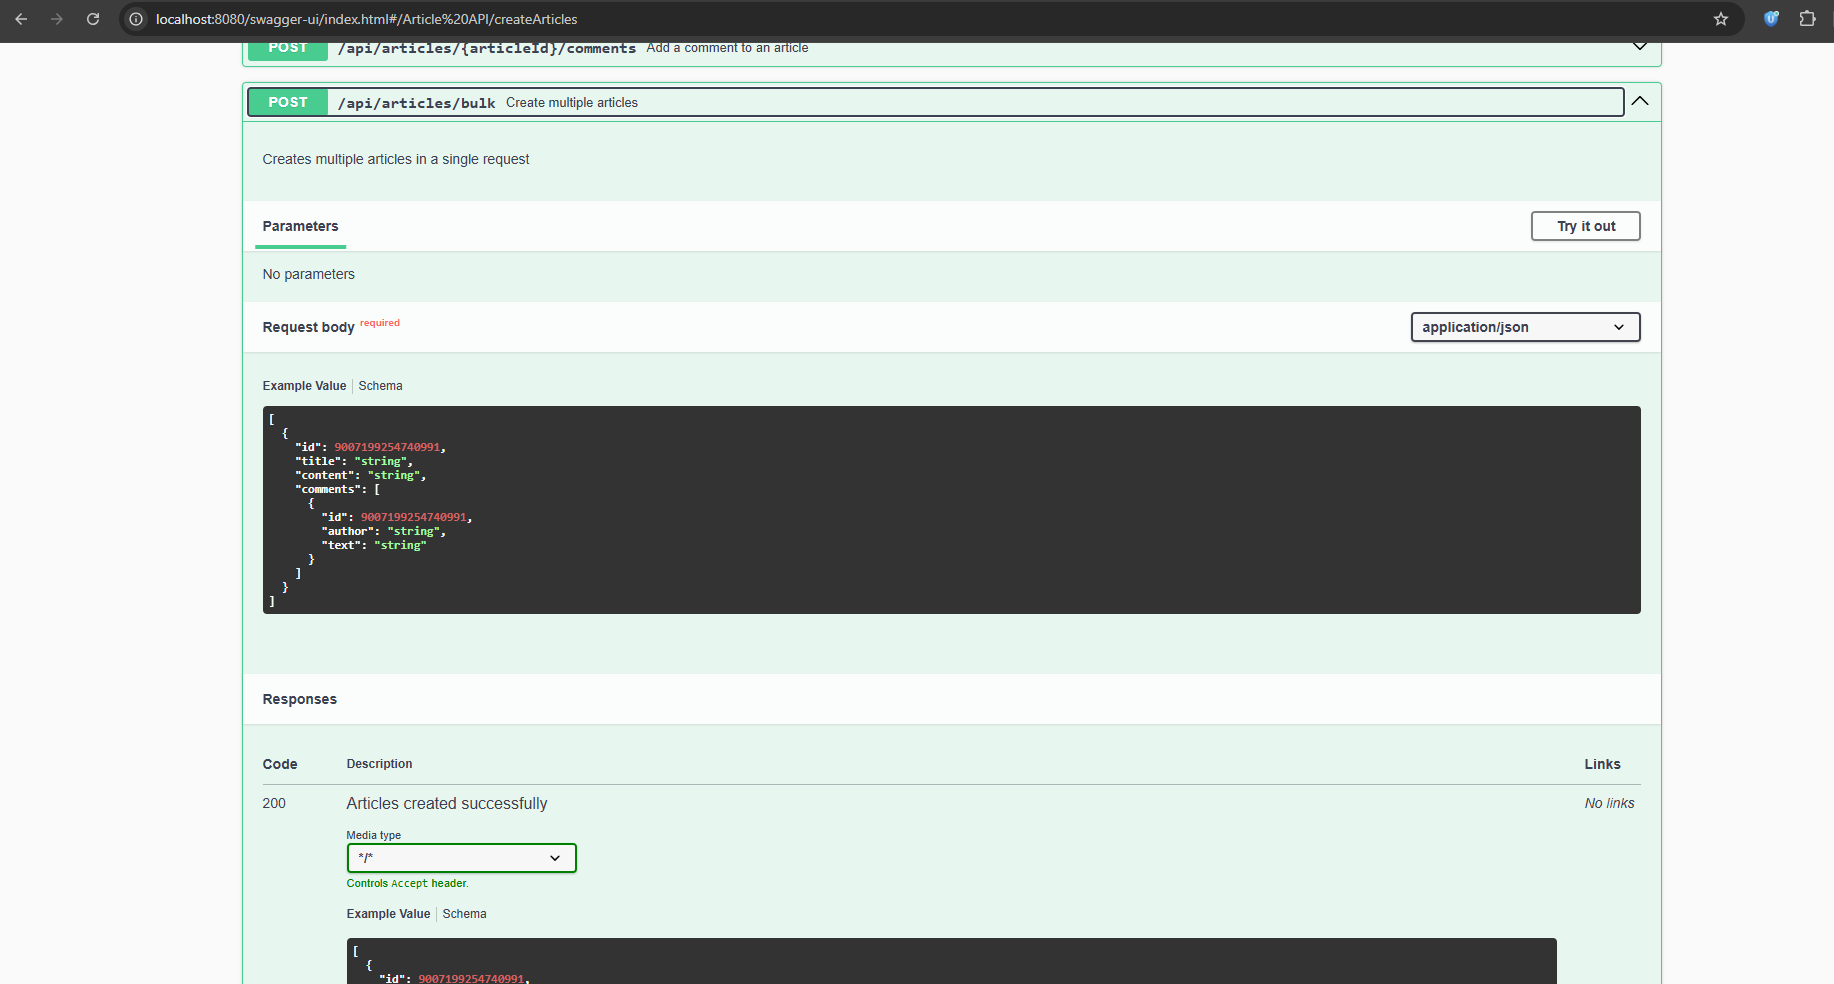 localhost:8080/swagger-ui/index.html#/Article%20API/createArticles
POST /api/articles/{articleId}/comments Add a comment to an article
POST /api/articles/bulk Create multiple articles
Creates multiple articles in a single request
Parameters
Try it out
No parameters
Request body required
application/json
Example Value | Schema
[
  {
    "id": 9007199254740991,
    "title": "string",
    "content": "string",
    "comments": [
      {
        "id": 9007199254740991,
        "author": "string",
        "text": "string"
      }
    ]
  }
]
Responses
Code Description Links
200 Articles created successfully No links
Media type
*/*
Controls Accept header.
Example Value | Schema
[
  {
    "id": 9007199254740991,